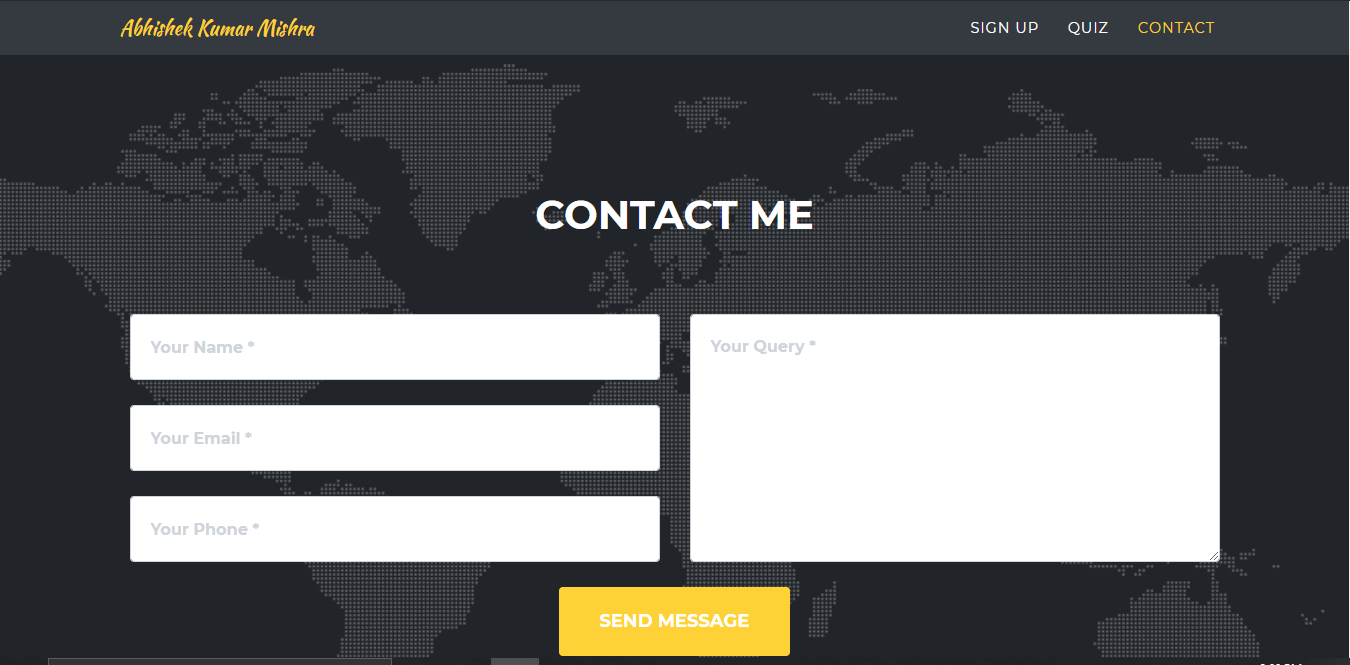 Abhishek Kumar Mishra
SIGN UP QUIZ CONTACT
CONTACT ME
Your Name *
Your Email *
Your Phone *
Your Query *
SEND MESSAGE